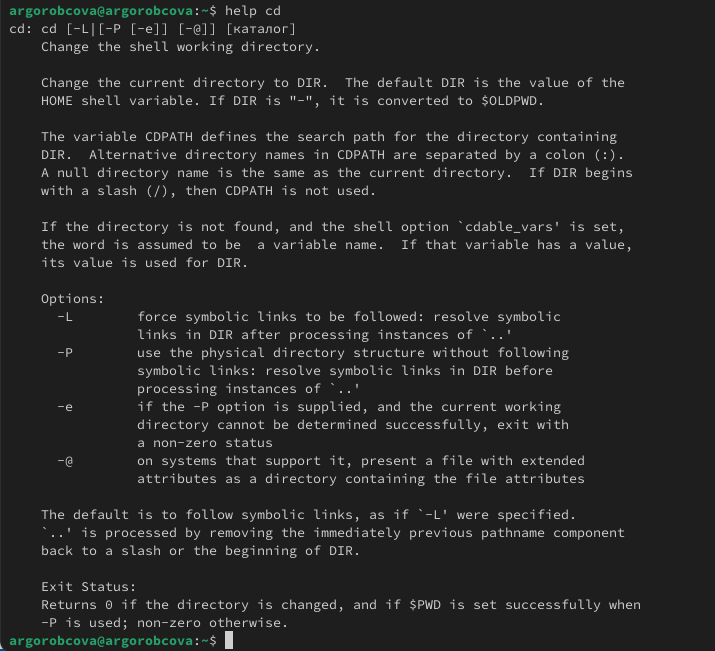 argorobcova@argorobcova:~$ help cd
cd: cd [-L|[-P [-e]] [-@]] [каталог]
    Change the shell working directory.

    Change the current directory to DIR.  The default DIR is the value of the
    HOME shell variable. If DIR is "-", it is converted to $OLDPWD.

    The variable CDPATH defines the search path for the directory containing
    DIR.  Alternative directory names in CDPATH are separated by a colon (:).
    A null directory name is the same as the current directory.  If DIR begins
    with a slash (/), then CDPATH is not used.

    If the directory is not found, and the shell option `cdable_vars' is set,
    the word is assumed to be  a variable name.  If that variable has a value,
    its value is used for DIR.

    Options:
      -L        force symbolic links to be followed: resolve symbolic
                links in DIR after processing instances of `..'
      -P        use the physical directory structure without following
                symbolic links: resolve symbolic links in DIR before
                processing instances of `..'
      -e        if the -P option is supplied, and the current working
                directory cannot be determined successfully, exit with
                a non-zero status
      -@        on systems that support it, present a file with extended
                attributes as a directory containing the file attributes

    The default is to follow symbolic links, as if `-L' were specified.
    `..' is processed by removing the immediately previous pathname component
    back to a slash or the beginning of DIR.

    Exit Status:
    Returns 0 if the directory is changed, and if $PWD is set successfully when
    -P is used; non-zero otherwise.
argorobcova@argorobcova:~$